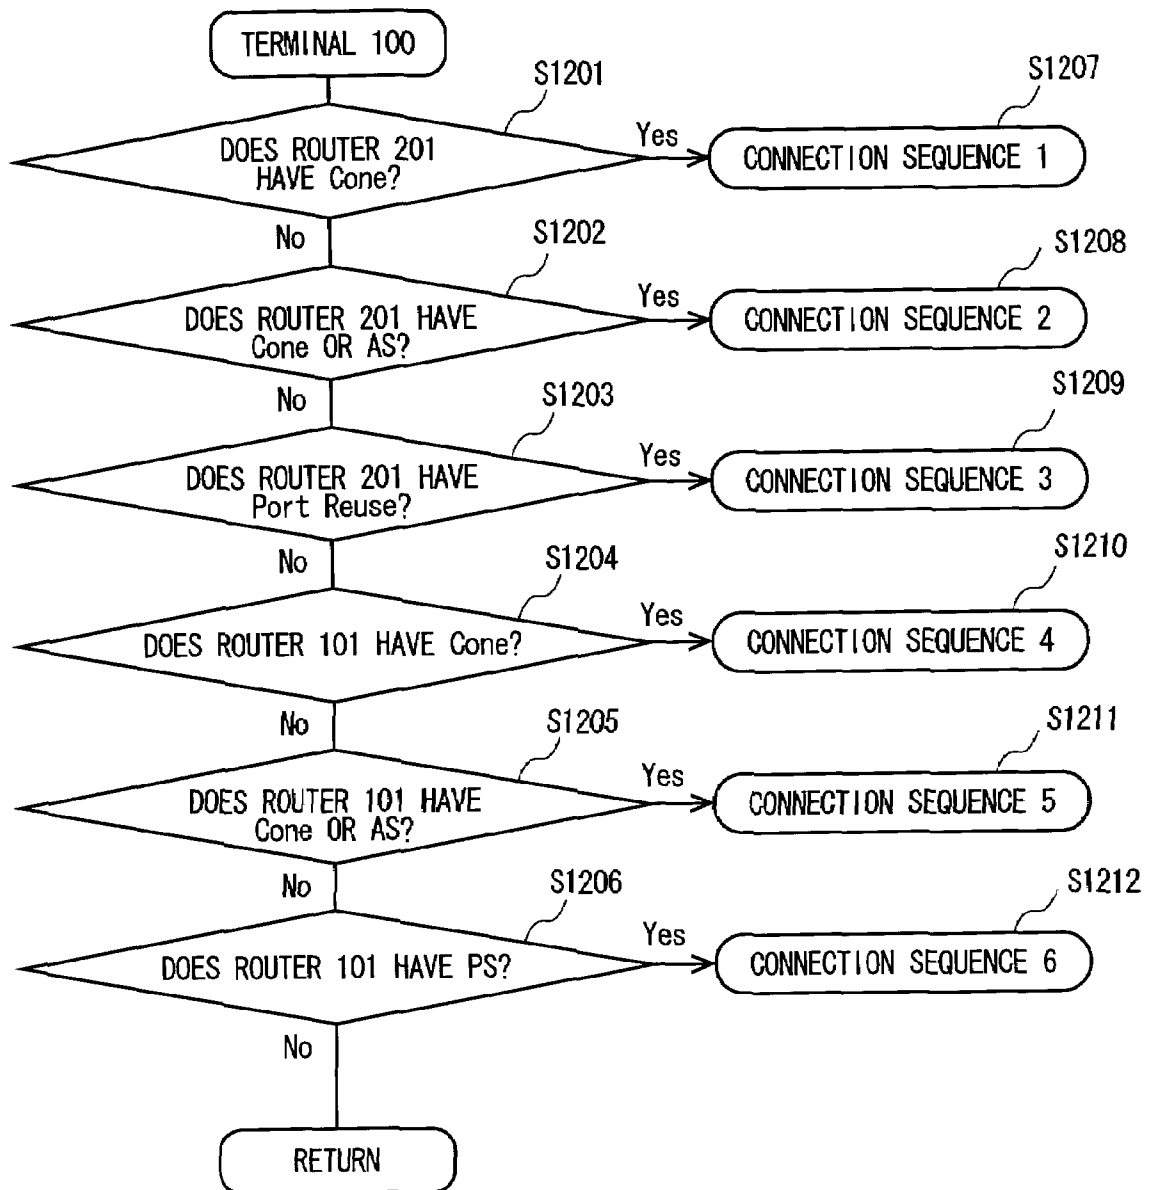 TERMINAL 100
S1201
S1207
DOES ROUTER 201
HAVE Cone?
Yes
CONNECTION SEQUENCE 1
No
S1202
S1208
DOES ROUTER 201 HAVE
Cone OR AS?
Yes
CONNECTION SEQUENCE 2
No
S1203
S1209
DOES ROUTER 201 HAVE
Port Reuse?
Yes
CONNECTION SEQUENCE 3
No
S1204
S1210
DOES ROUTER 101 HAVE Cone?
Yes
CONNECTION SEQUENCE 4
No
S1205
S1211
DOES ROUTER 101 HAVE
Cone OR AS?
Yes
CONNECTION SEQUENCE 5
No
S1206
S1212
DOES ROUTER 101 HAVE PS?
Yes
CONNECTION SEQUENCE 6
No
RETURN